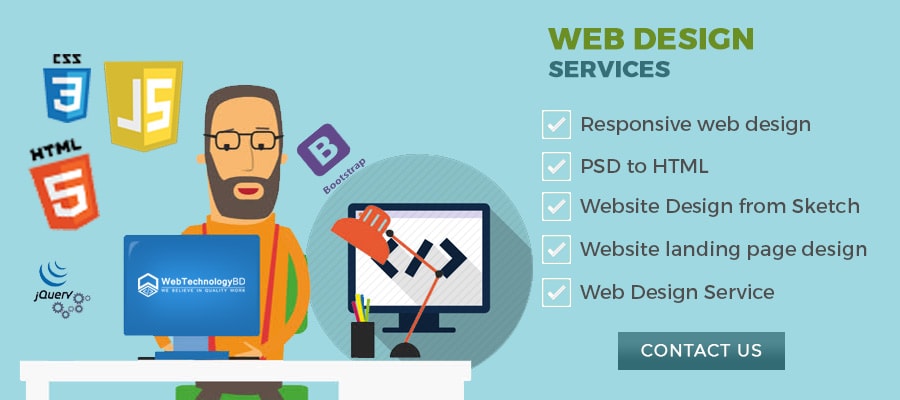 CSS
3
JS
HTML
5
jQuery
B
Bootstrap
WebTechnologyBD
WE BELIEVE IN QUALITY WORK
</>
WEB DESIGN
SERVICES
Responsive web design
PSD to HTML
Website Design from Sketch
Website landing page design
Web Design Service
CONTACT US